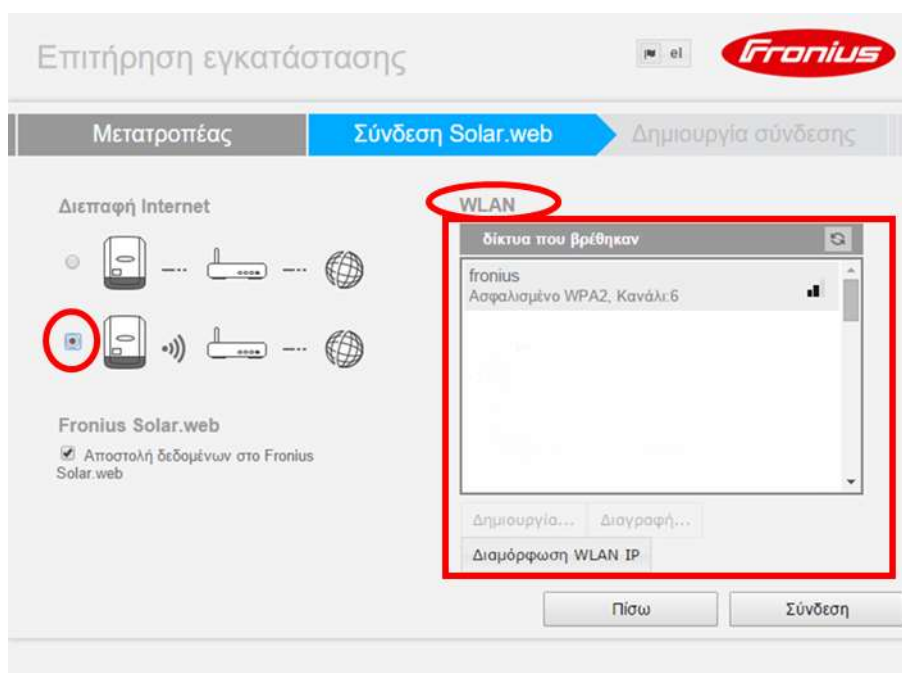 Επιτήρηση εγκατάστασης
el
Fronius
Μετατροπέας
Σύνδεση Solar.web
Δημιουργία σύνδεσης
Διεπαφή Internet
WLAN
δίκτυα που βρέθηκαν
fronius
Ασφαλισμένο WPA2, Κανάλι:6
Fronius Solar.web
Αποστολή δεδομένων στο Fronius
Solar.web
Δημιουργία...
Διαγραφή...
Διαμόρφωση WLAN IP
Πίσω
Σύνδεση